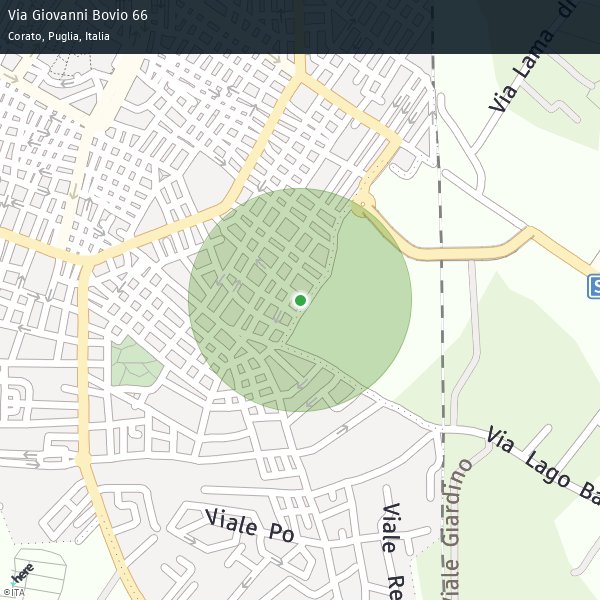 Via Giovanni Bovio 66
Corato, Puglia, Italia
Via Lama di
S
Via Lago Ba
Viale Giardino
Viale Po
Viale Re
here
©ITA